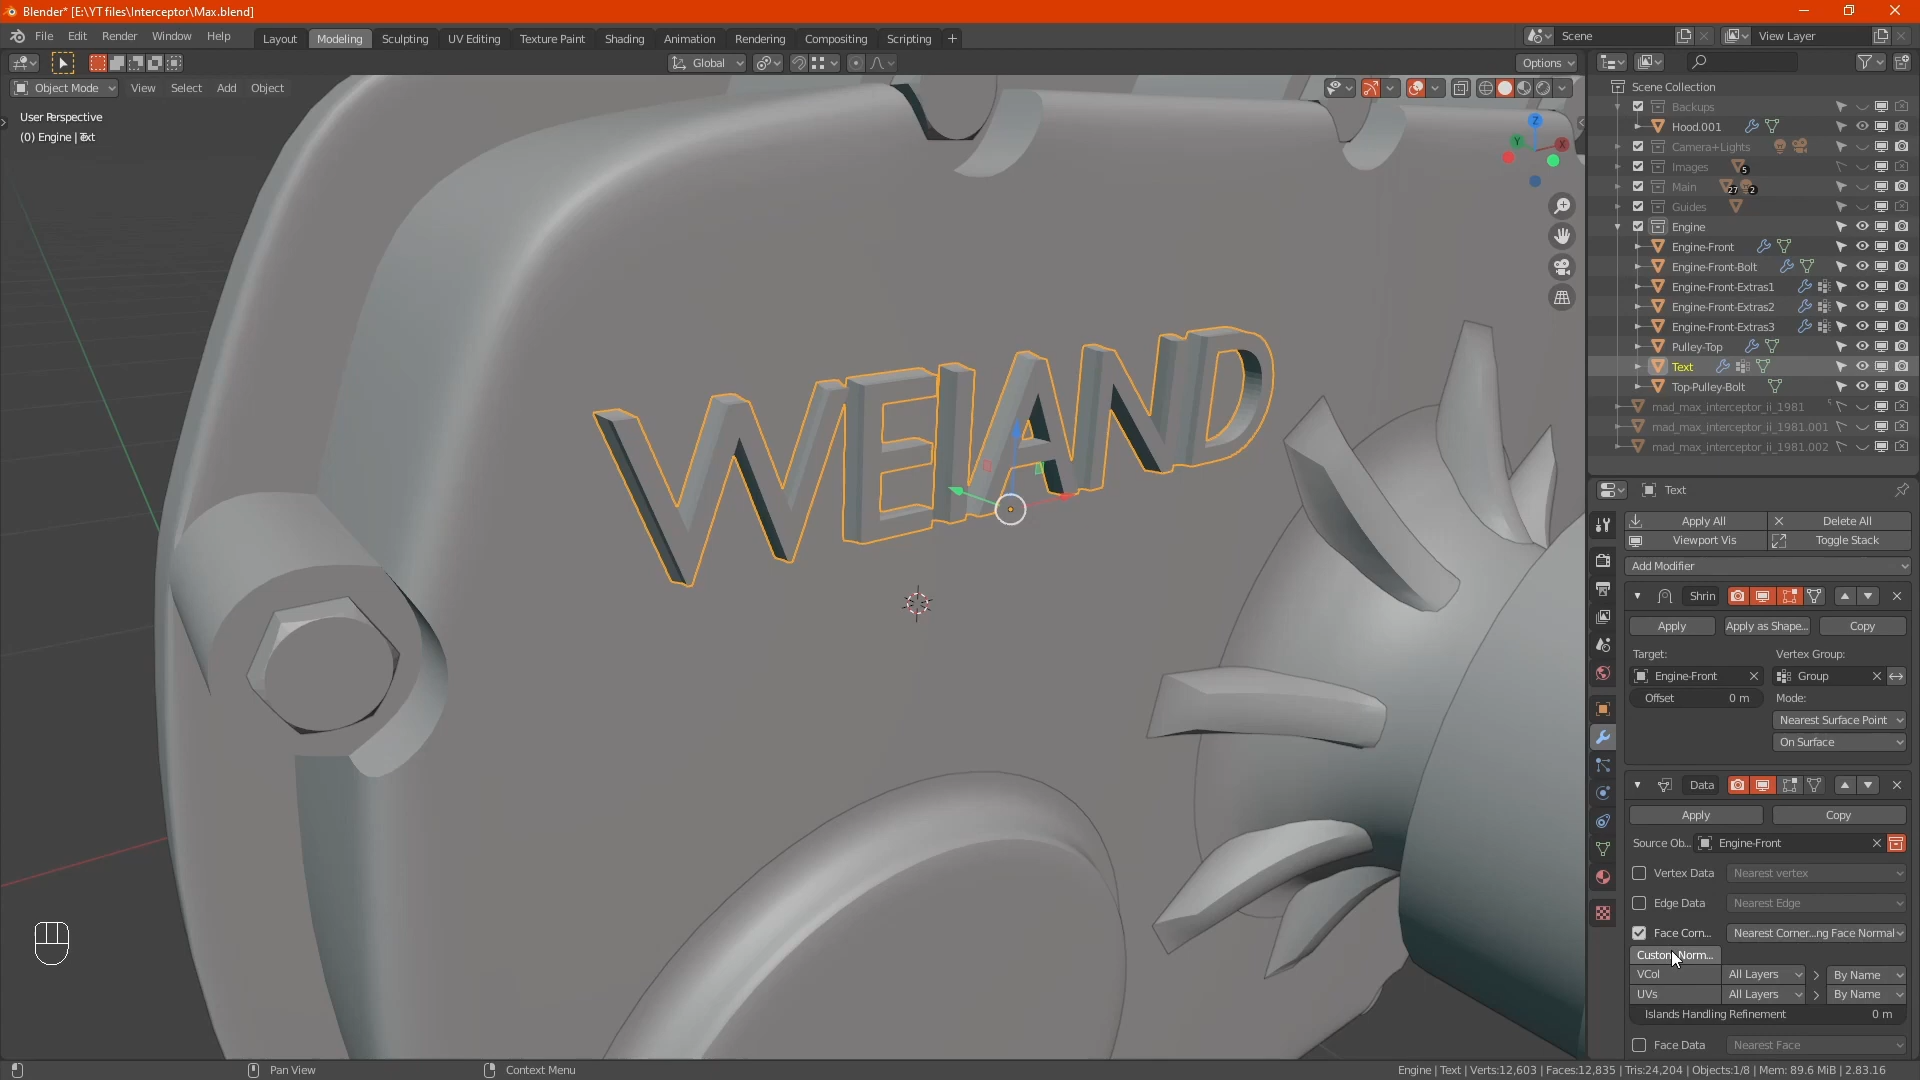 Blender* [E:\YT files\Interceptor\Max.blend]
File Edit Render Window Help
Layout Modeling Sculpting UV Editing Texture Paint Shading Animation Rendering Compositing Scripting +
Scene
View Layer
Global
Options
Object Mode View Select Add Object
User Perspective
(0) Engine | Text
Z
Y
X
WEIAND
Scene Collection
Backups
Hood.001
Camera+Lights
Images 5
Main 27 2
Guides
Engine
Engine-Front
Engine-Front-Bolt
Engine-Front-Extras1
Engine-Front-Extras2
Engine-Front-Extras3
Pulley-Top
Text
Top-Pulley-Bolt
mad_max_interceptor_ii_1981
mad_max_interceptor_ii_1981.001
mad_max_interceptor_ii_1981.002
Text
Apply All Delete All
Viewport Vis Toggle Stack
Add Modifier
Shrin
Apply Apply as Shape... Copy
Target: Vertex Group:
Engine-Front Group
Offset 0 m Mode:
Nearest Surface Point
On Surface
Data
Apply Copy
Source Ob... Engine-Front
Vertex Data Nearest vertex
Edge Data Nearest Edge
Face Corn... Nearest Corner...ng Face Normal
Custom Norm...
VCol All Layers By Name
UVs All Layers By Name
Islands Handling Refinement 0 m
Face Data Nearest Face
Pan View
Context Menu
Engine | Text | Verts:12,603 | Faces:12,835 | Tris:24,204 | Objects:1/8 | Mem: 89.6 MiB | 2.83.16